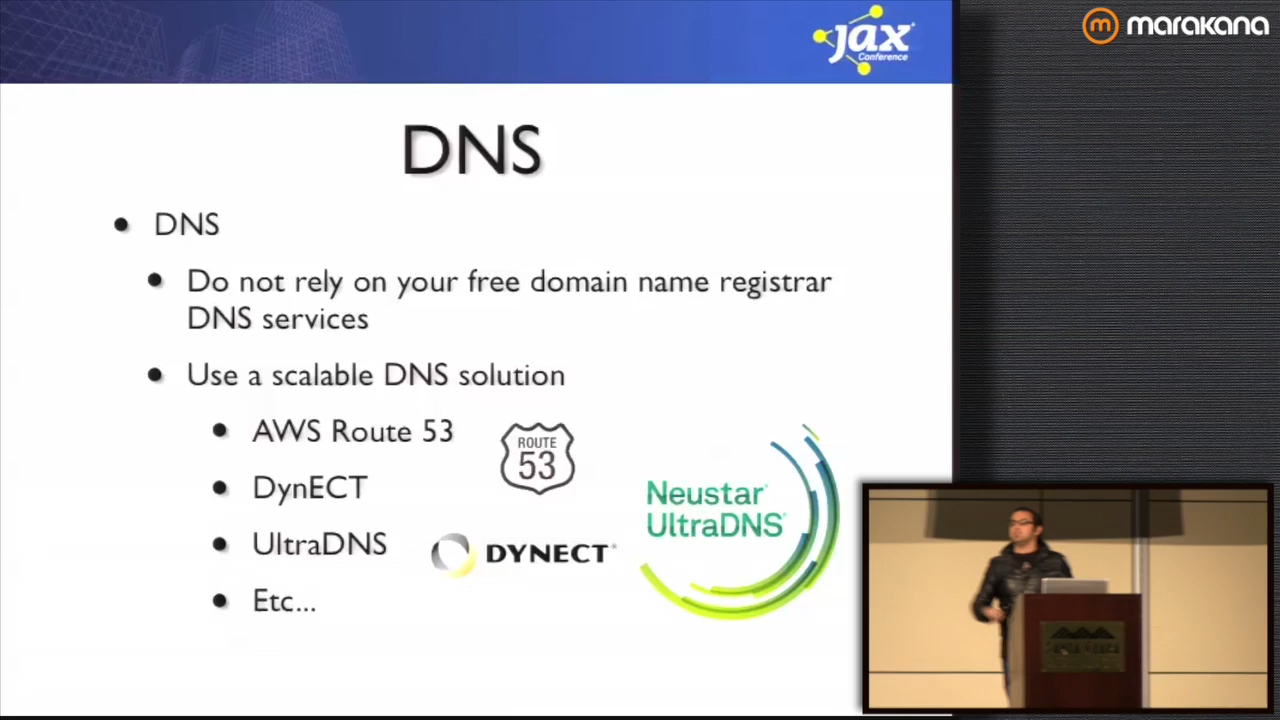 jax
Conference
marakana
DNS
DNS
Do not rely on your free domain name registrar
DNS services
Use a scalable DNS solution
AWS Route 53
DynECT
UltraDNS
Etc...
ROUTE
53
DYNECT
Neustar
UltraDNS